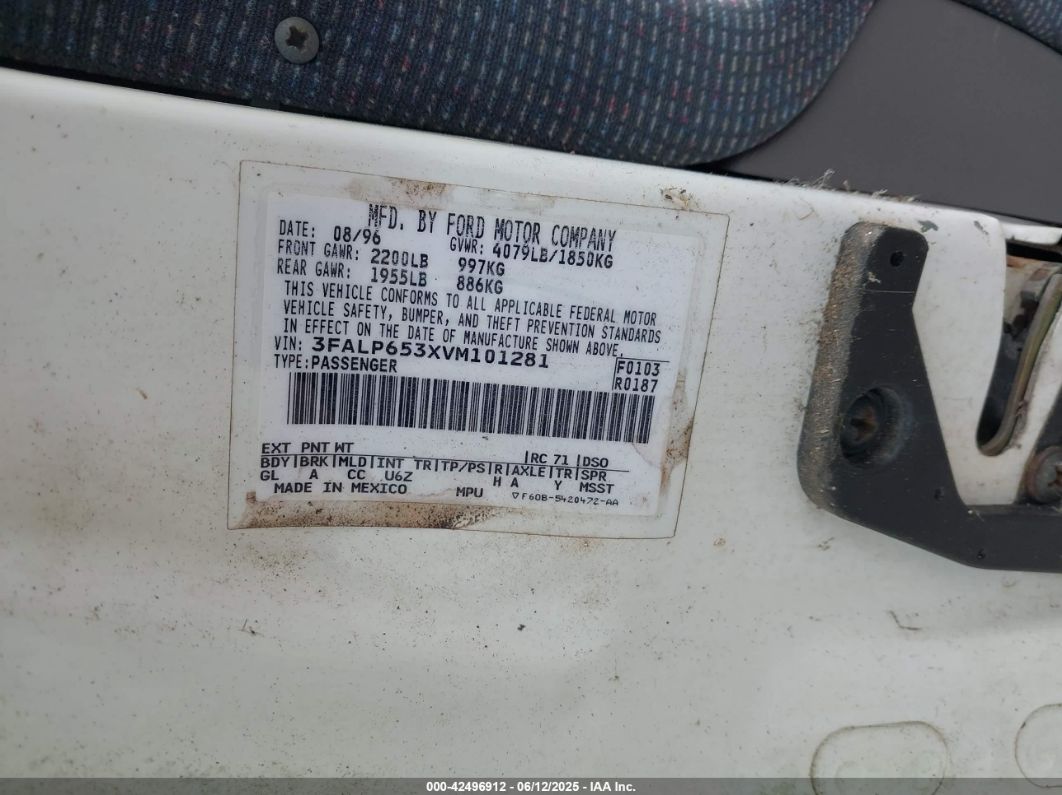 MFD. BY FORD MOTOR COMPANY
DATE: 08/96 GVWR: 4079LB/1850KG
FRONT GAWR: 2200LB 997KG
REAR GAWR: 1955LB 886KG
THIS VEHICLE CONFORMS TO ALL APPLICABLE FEDERAL MOTOR
VEHICLE SAFETY, BUMPER, AND THEFT PREVENTION STANDARDS
IN EFFECT ON THE DATE OF MANUFACTURE SHOWN ABOVE.
VIN: 3FALP653XVM101281 F0103
TYPE:PASSENGER R0187
EXT PNT WT |RC 71 |DSO
BDY|BRK|MLD|INT TR|TP/PS|R|AXLE|TR|SPR
GL A CC U6Z H A Y MSST
MADE IN MEXICO MPU ▽F60B-5420472-AA
000-42496912 - 06/12/2025 - IAA Inc.